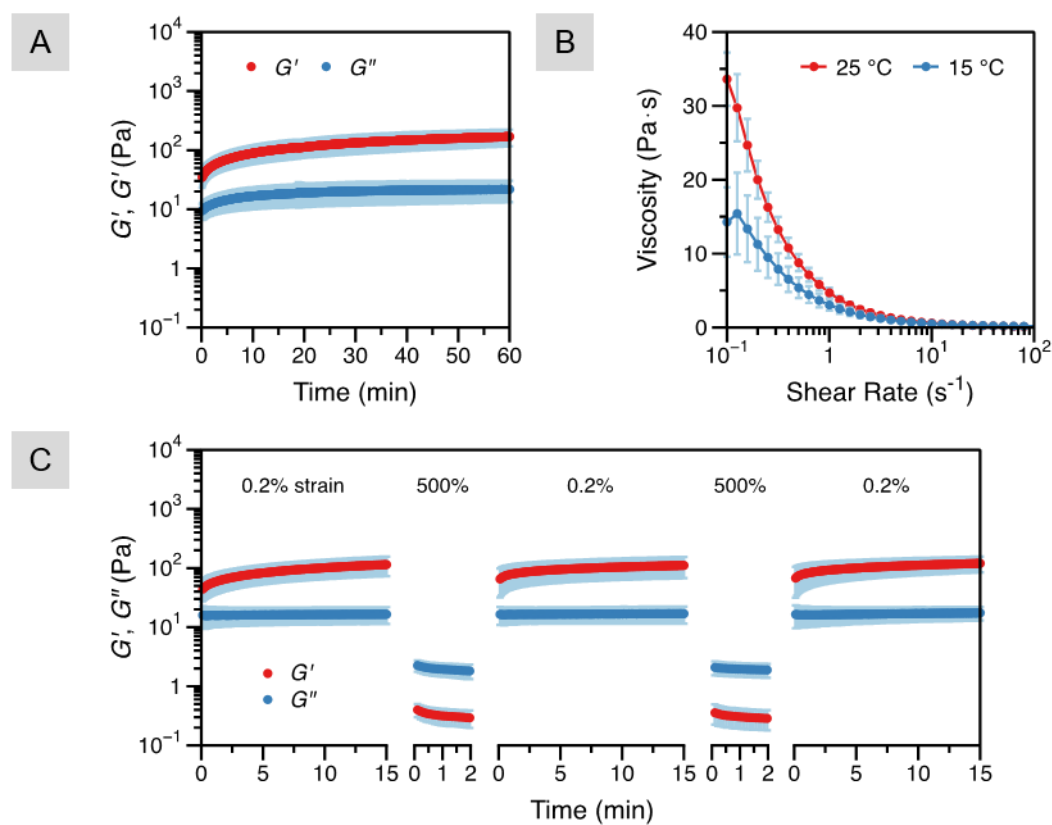 A
10⁴
10³
10²
10¹
1
10⁻¹
G', G' (Pa)
G' G"
0 10 20 30 40 50 60
Time (min)
B
40
30
20
10
0
Viscosity (Pa·s)
25 °C 15 °C
10⁻¹ 1 10¹ 10²
Shear Rate (s⁻¹)
C
10⁴
10³
10²
10¹
1
10⁻¹
G', G" (Pa)
0.2% strain 500% 0.2% 500% 0.2%
G'
G"
0 5 10 15 0 1 2 0 5 10 15 0 1 2 0 5 10 15
Time (min)